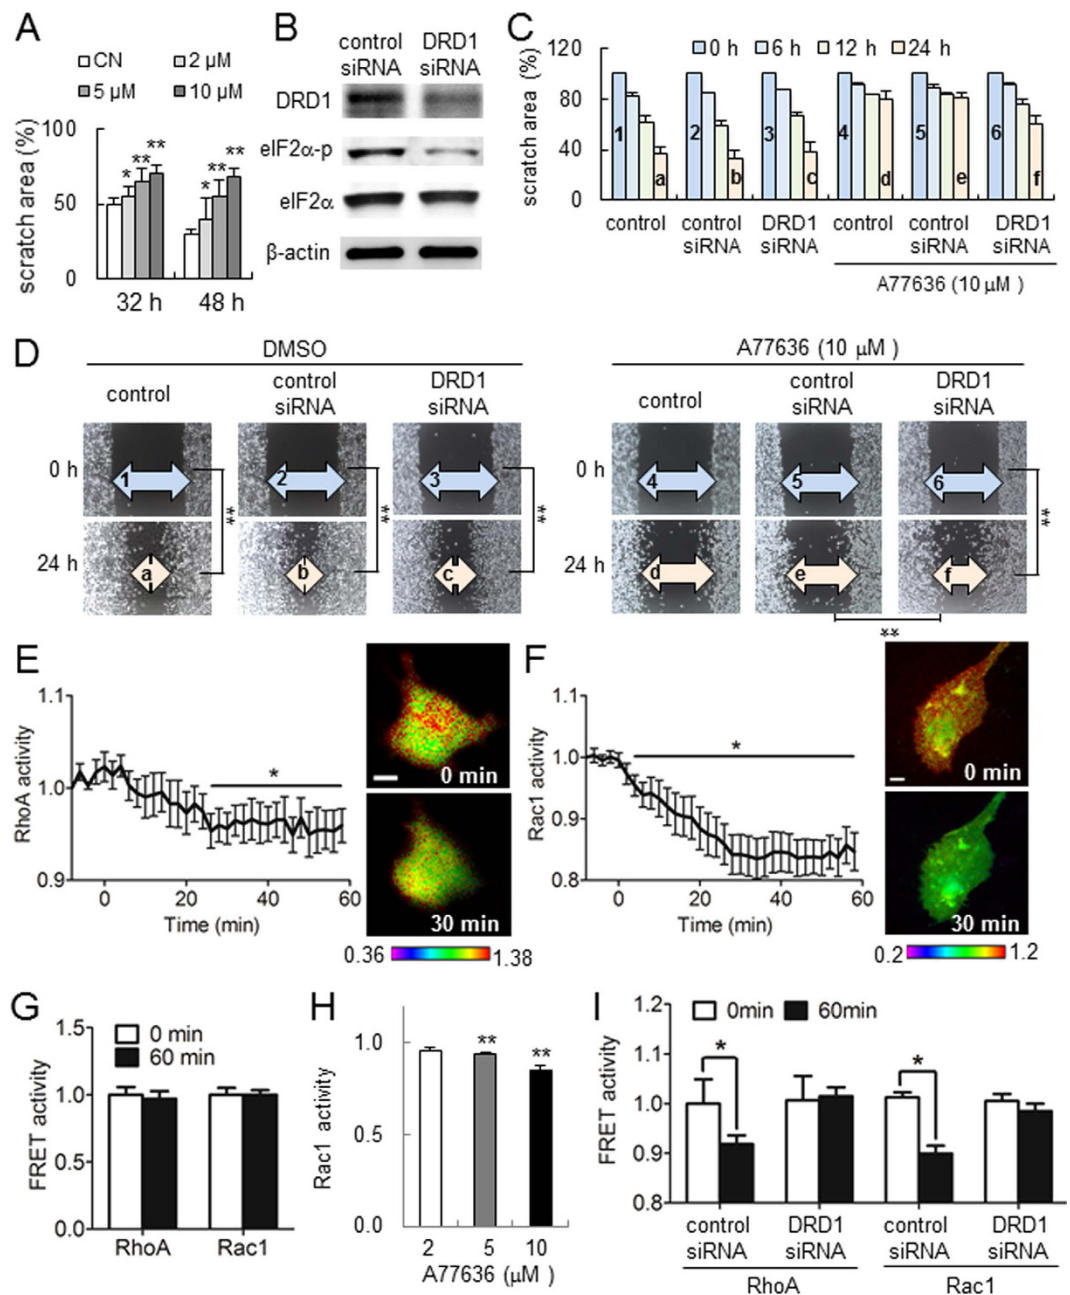 A
CN
2 µM
5 µM
10 µM
scratch area (%)
100
50
0
* ** **
* ** **
32 h
48 h
B
control siRNA
DRD1 siRNA
DRD1
eIF2α-p
eIF2α
β-actin
C
0 h
6 h
12 h
24 h
scratch area (%)
120
80
40
0
1 a
2 b
3 c
4 d
5 e
6 f
control
control siRNA
DRD1 siRNA
control
control siRNA
DRD1 siRNA
A77636 (10 µM )
D
DMSO
control
control siRNA
DRD1 siRNA
A77636 (10 µM )
control
control siRNA
DRD1 siRNA
0 h
1
2
3
**
**
**
24 h
a
b
c
0 h
4
5
6
**
24 h
d
e
f
**
E
RhoA activity
1.1
1.0
0.9
*
0 20 40 60
Time (min)
0 min
30 min
0.36
1.38
F
Rac1 activity
1.1
1.0
0.9
0.8
*
0 20 40 60
Time (min)
0 min
30 min
0.2
1.2
G
0 min
60 min
FRET activity
1.5
1.0
0.5
0.0
RhoA
Rac1
H
Rac1 activity
1.0
0.5
0.0
**
**
2 5 10
A77636 (µM)
I
0min
60min
FRET activity
1.2
1.1
1.0
0.9
0.8
*
*
control siRNA
DRD1 siRNA
control siRNA
DRD1 siRNA
RhoA
Rac1